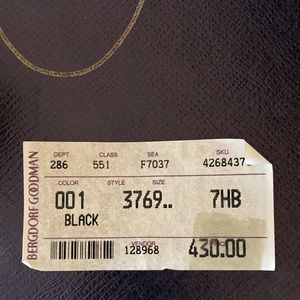 BERGDORF GOODMAN
DEPT CLASS SEA SKU
286 551 F7037 4268437
COLOR STYLE SIZE
001 3769.. 7HB
BLACK
VENDOR
128968 430.00